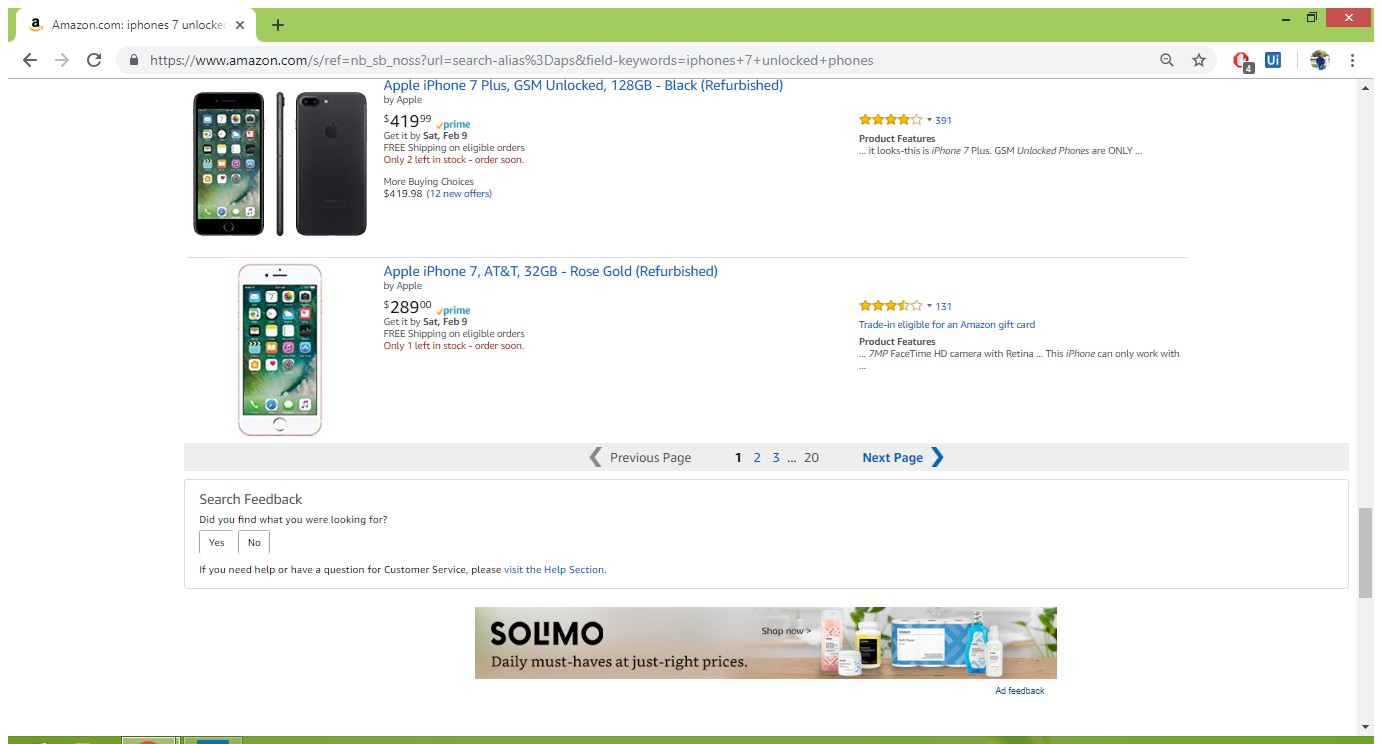 Amazon.com: iphones 7 unlocke
https://www.amazon.com/s/ref=nb_sb_noss?url=search-alias%3Daps&field-keywords=iphones+7+unlocked+phones
4
Ui
Apple iPhone 7 Plus, GSM Unlocked, 128GB - Black (Refurbished)
by Apple
$419 99 prime
Get it by Sat, Feb 9
FREE Shipping on eligible orders
Only 2 left in stock - order soon.
More Buying Choices
$419.98 (12 new offers)
391
Product Features
... it looks-this is iPhone 7 Plus. GSM Unlocked Phones are ONLY ...
Apple iPhone 7, AT&T, 32GB - Rose Gold (Refurbished)
by Apple
$289 00 prime
Get it by Sat, Feb 9
FREE Shipping on eligible orders
Only 1 left in stock - order soon.
131
Trade-in eligible for an Amazon gift card
Product Features
... 7MP FaceTime HD camera with Retina ... This iPhone can only work with
...
Previous Page 1 2 3 ... 20 Next Page
Search Feedback
Did you find what you were looking for?
Yes No
If you need help or have a question for Customer Service, please visit the Help Section.
SOLIMO
Daily must-haves at just-right prices.
Shop now >
Ad feedback